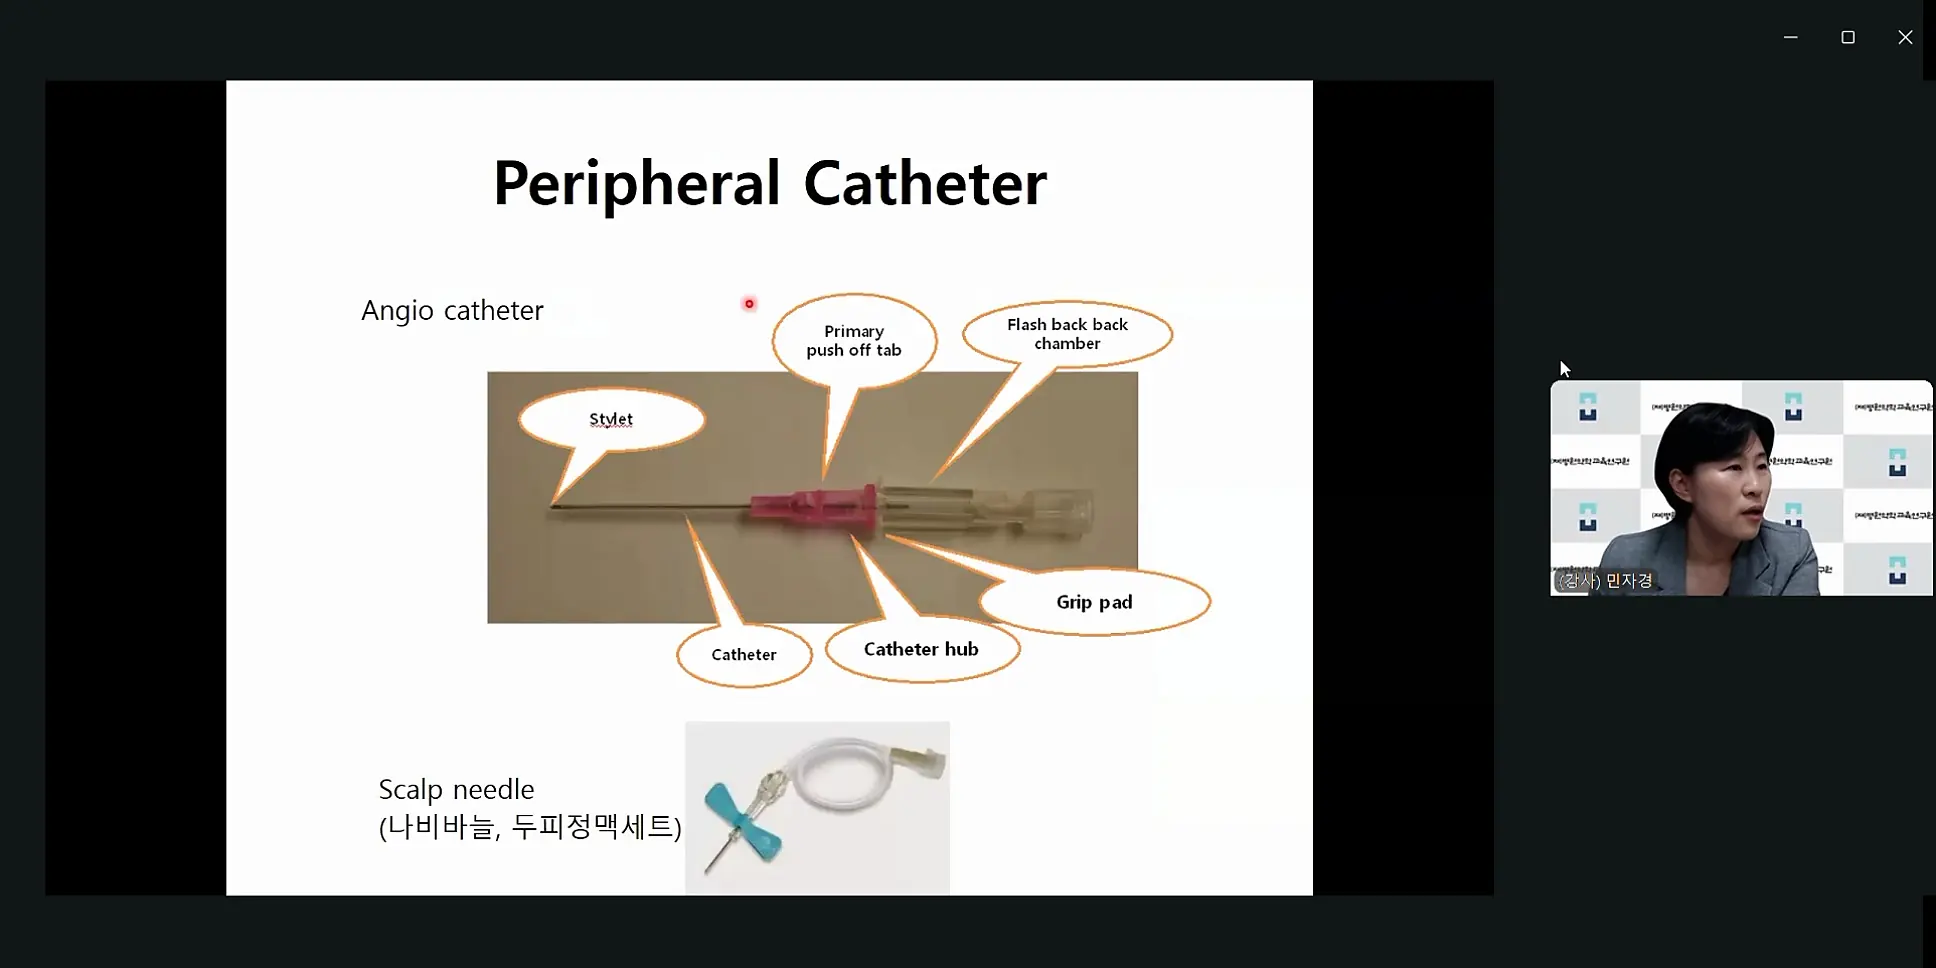 Peripheral Catheter
Angio catheter
Primary
push off tab
Flash back back
chamber
Stylet
Grip pad
Catheter hub
Catheter
Scalp needle
(나비바늘, 두피정맥세트)
(강사) 민자경